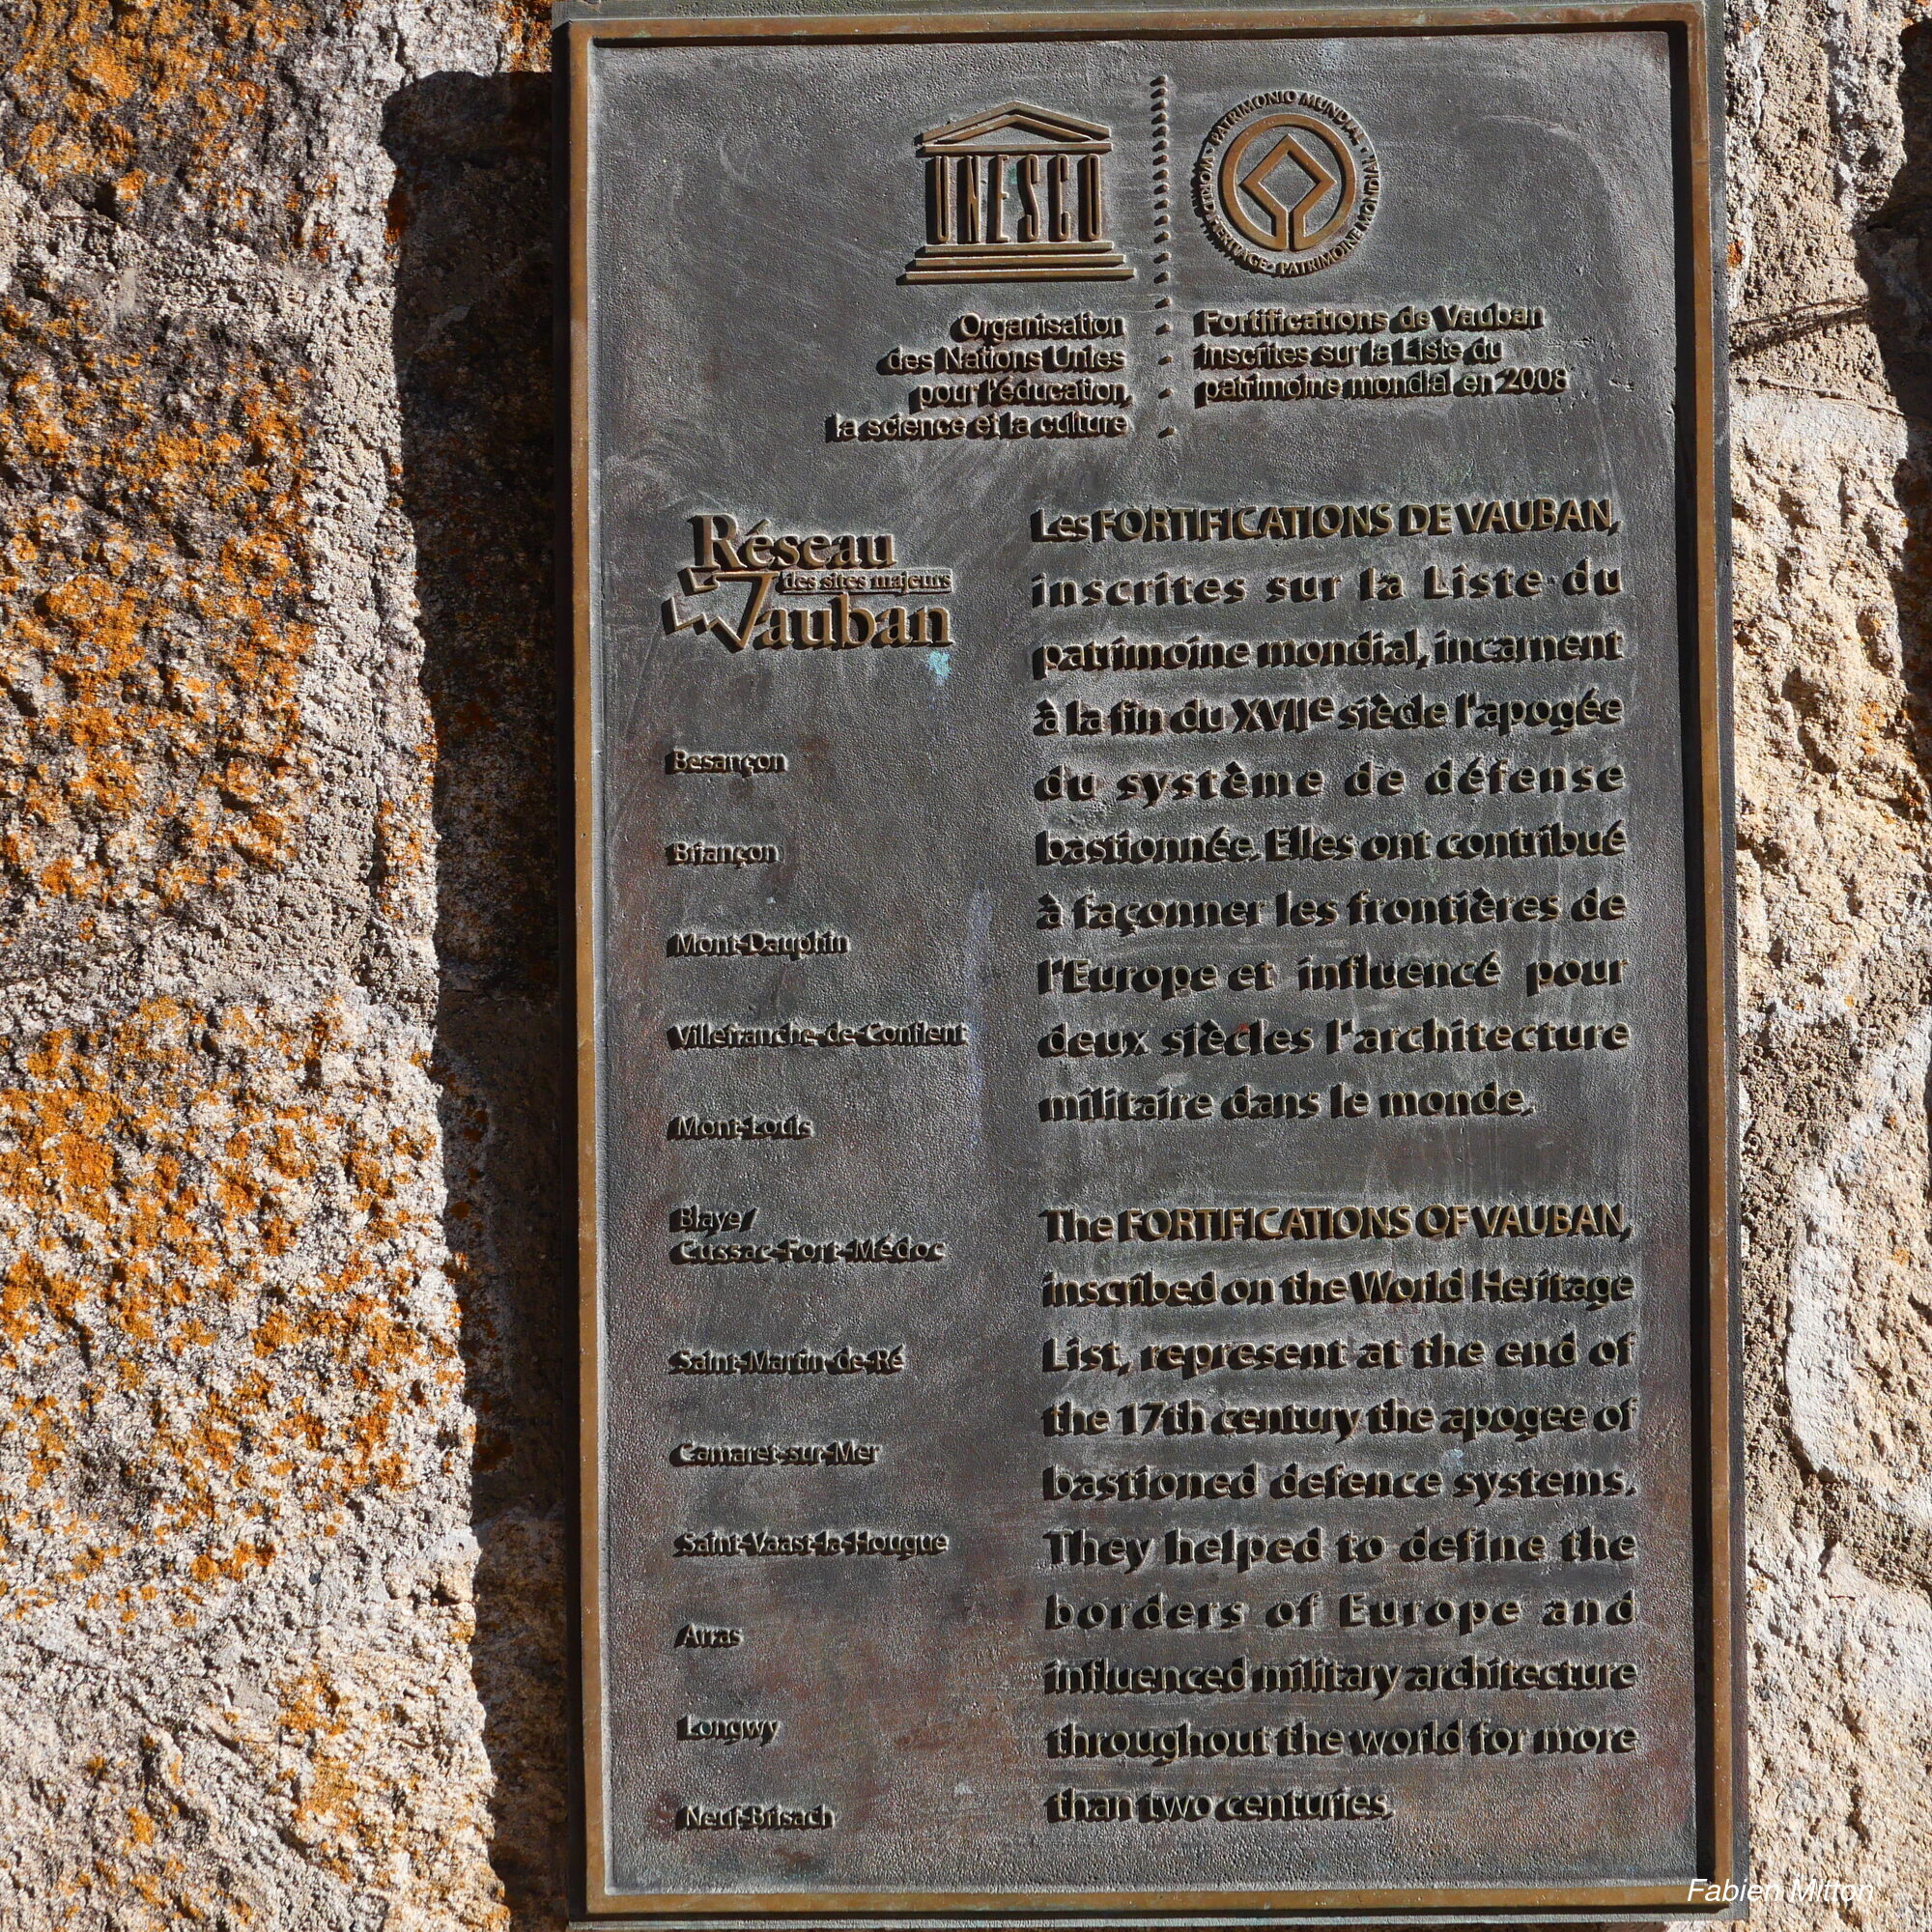 UNESCO
WORLD HERITAGE · PATRIMONIO MUNDIAL · PATRIMOINE MONDIAL ·
Organisation
des Nations Unies
pour l'éducation,
la science et la culture
Fortifications de Vauban
inscrites sur la Liste du
patrimoine mondial en 2008
Réseau
des sites majeurs
Vauban
Besançon
Briançon
Mont-Dauphin
Villefranche-de-Conflent
Mont-Louis
Blaye/
Cussac-Fort-Médoc
Saint-Martin-de-Ré
Camaret-sur-Mer
Saint-Vaast-la-Hougue
Arras
Longwy
Neuf-Brisach
Les FORTIFICATIONS DE VAUBAN,
inscrites sur la Liste du
patrimoine mondial, incarnent
à la fin du XVIIe siècle l'apogée
du système de défense
bastionnée. Elles ont contribué
à façonner les frontières de
l'Europe et influencé pour
deux siècles l'architecture
militaire dans le monde.
The FORTIFICATIONS OF VAUBAN,
inscribed on the World Heritage
List, represent at the end of
the 17th century the apogee of
bastioned defence systems.
They helped to define the
borders of Europe and
influenced military architecture
throughout the world for more
than two centuries.
Fabien Mitton